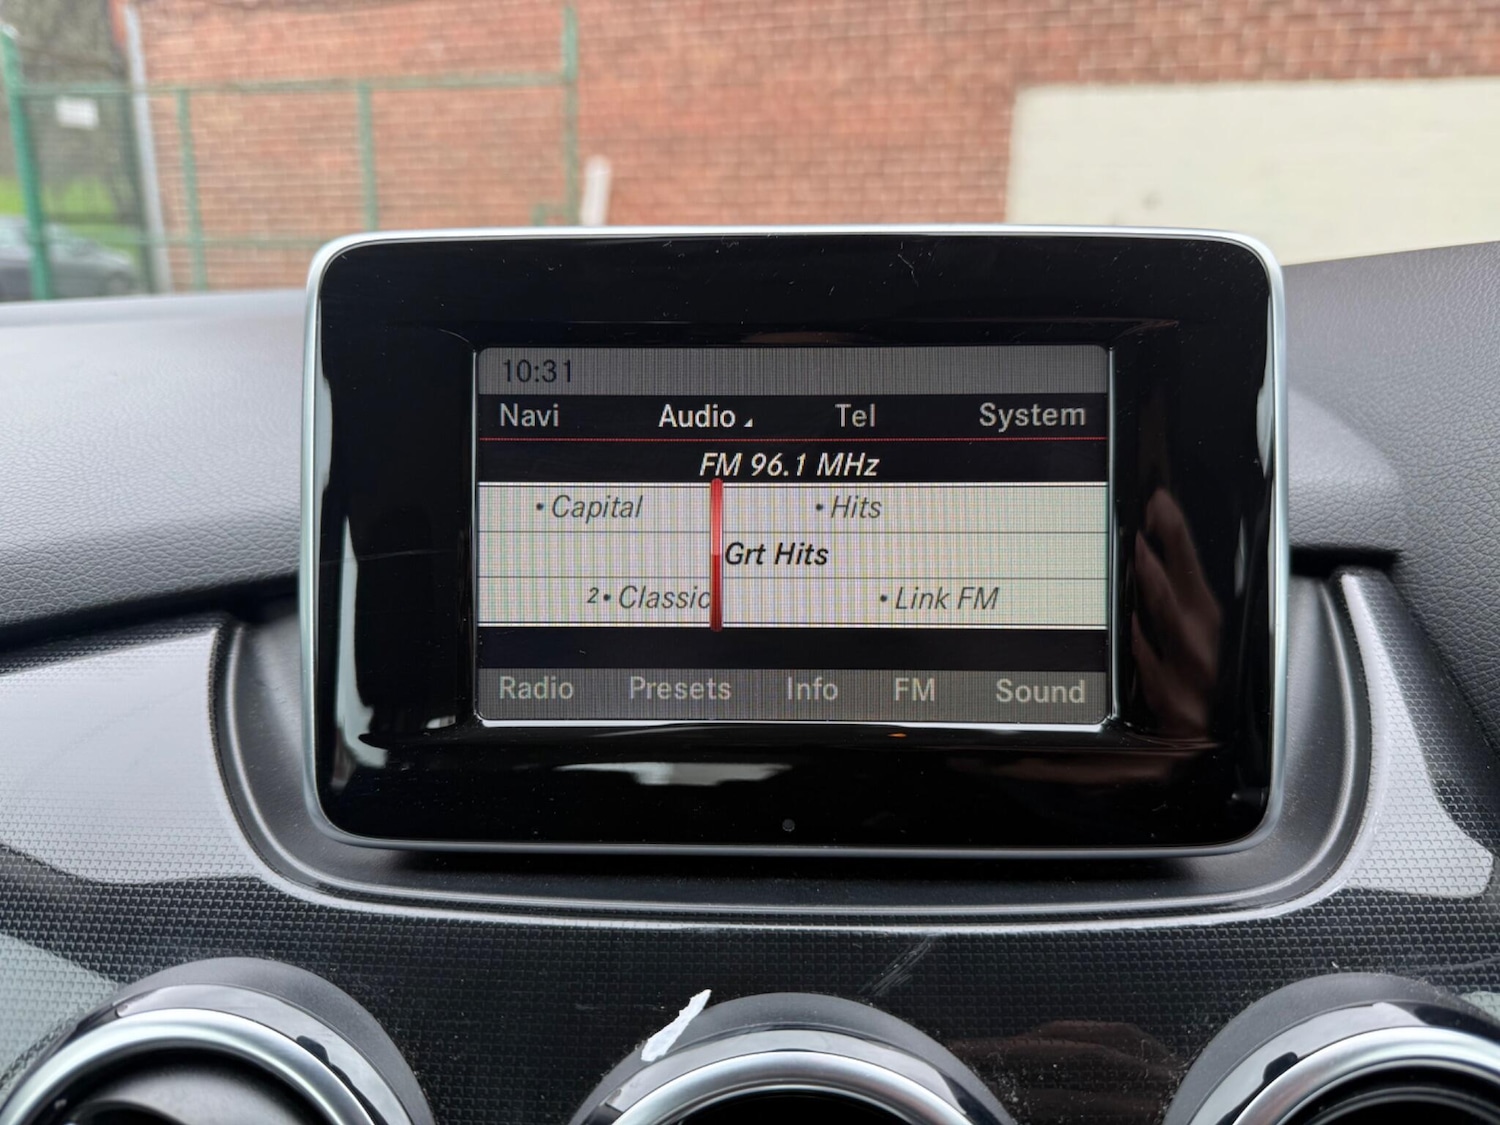 10:31
Navi Audio Tel System
FM 96.1 MHz
• Capital • Hits
Grt Hits
2• Classic • Link FM
Radio Presets Info FM Sound